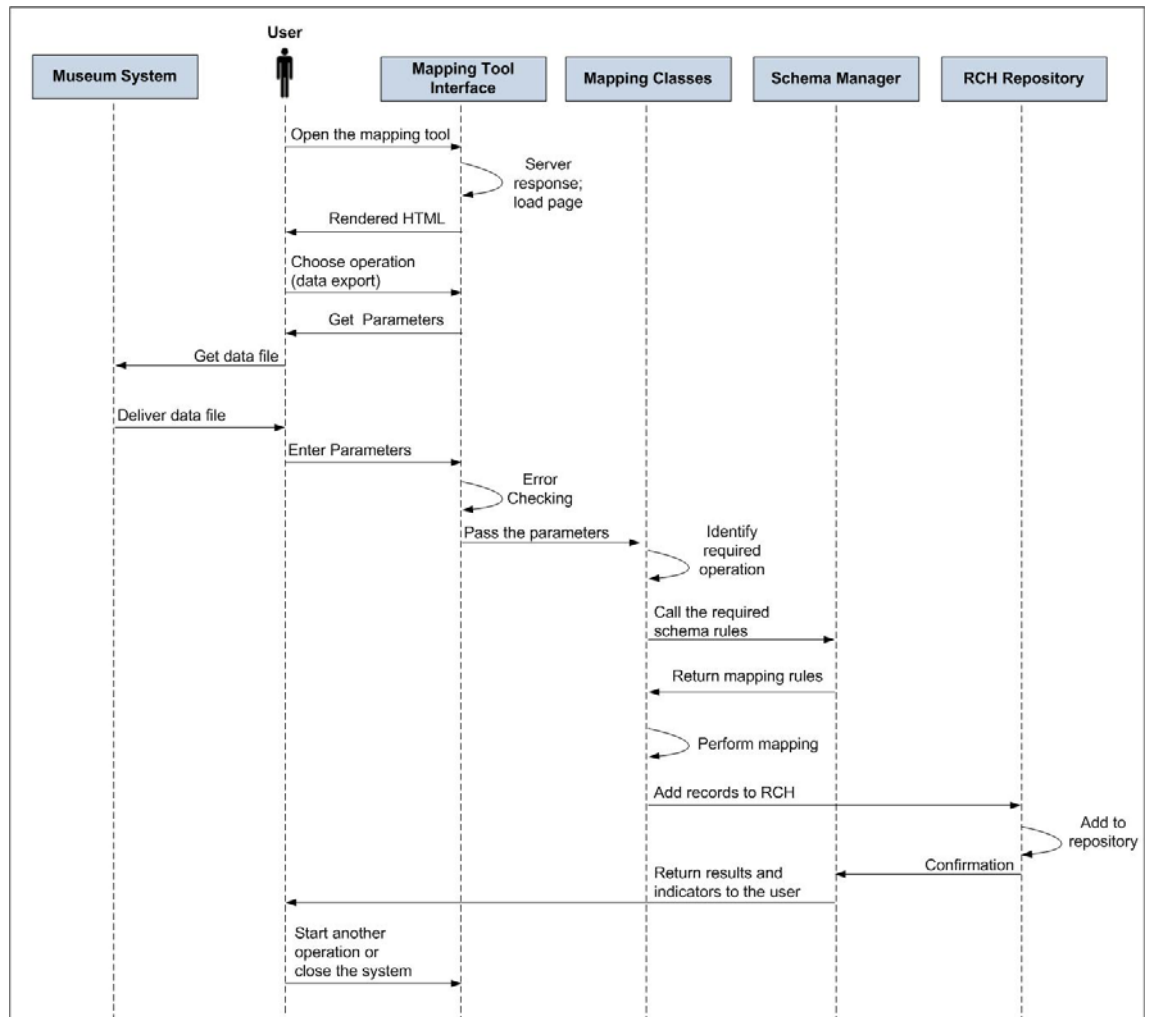 User
Museum System
Mapping Tool
Interface
Mapping Classes
Schema Manager
RCH Repository
Open the mapping tool
Server
response;
load page
Rendered HTML
Choose operation
(data export)
Get Parameters
Get data file
Deliver data file
Enter Parameters
Error
Checking
Pass the parameters
Identify
required
operation
Call the required
schema rules
Return mapping rules
Perform mapping
Add records to RCH
Add to
repository
Confirmation
Return results and
indicators to the user
Start another
operation or
close the system